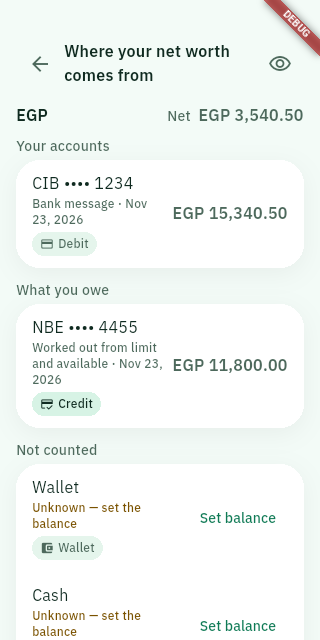 DEBUG
Where your net worth
comes from
EGP
Net EGP 3,540.50
Your accounts
CIB •••• 1234
Bank message · Nov
23, 2026
EGP 15,340.50
Debit
What you owe
NBE •••• 4455
Worked out from limit
and available · Nov 23,
2026
EGP 11,800.00
Credit
Not counted
Wallet
Unknown — set the
balance
Set balance
Wallet
Cash
Unknown — set the
balance
Set balance